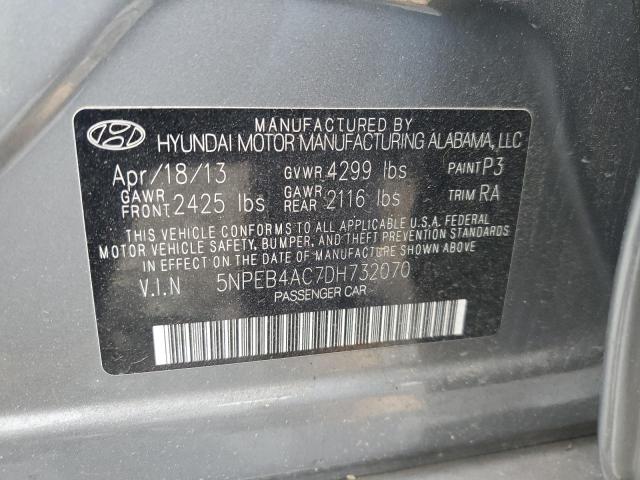 MANUFACTURED BY
HYUNDAI MOTOR MANUFACTURING ALABAMA, LLC
Apr/18/13 GVWR 4299 lbs PAINT P3
GAWR FRONT 2425 lbs GAWR REAR 2116 lbs TRIM RA
THIS VEHICLE CONFORMS TO ALL APPLICABLE U.S.A. FEDERAL
MOTOR VEHICLE SAFETY, BUMPER, AND THEFT PREVENTION STANDARDS
IN EFFECT ON THE DATE OF MANUFACTURE SHOWN ABOVE.
V.I.N 5NPEB4AC7DH732070
PASSENGER CAR